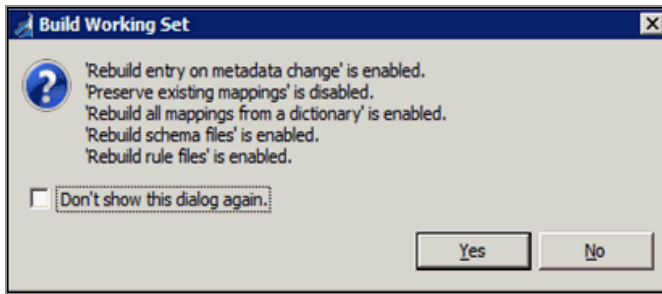 Build Working Set
'Rebuild entry on metadata change' is enabled.
'Preserve existing mappings' is disabled.
'Rebuild all mappings from a dictionary' is enabled.
'Rebuild schema files' is enabled.
'Rebuild rule files' is enabled.
Don't show this dialog again.
Yes No